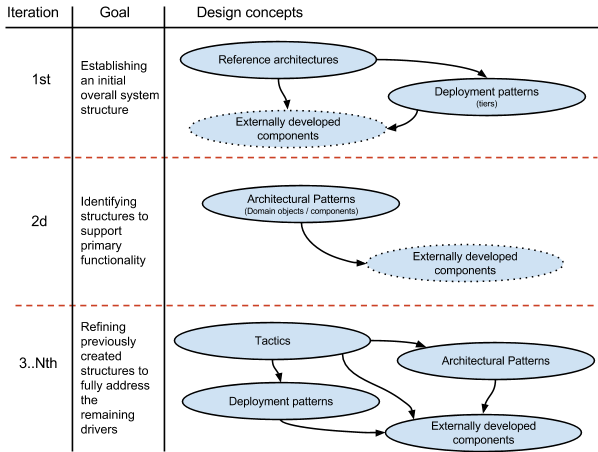 Iteration Goal Design concepts
1st
Establishing
an initial
overall system
structure
Reference architectures
Deployment patterns
(tiers)
Externally developed
components
2d
Identifying
structures to
support
primary
functionality
Architectural Patterns
(Domain objects / components)
Externally developed
components
3..Nth
Refining
previously
created
structures to
fully address
the
remaining
drivers
Tactics
Architectural Patterns
Deployment patterns
Externally developed
components